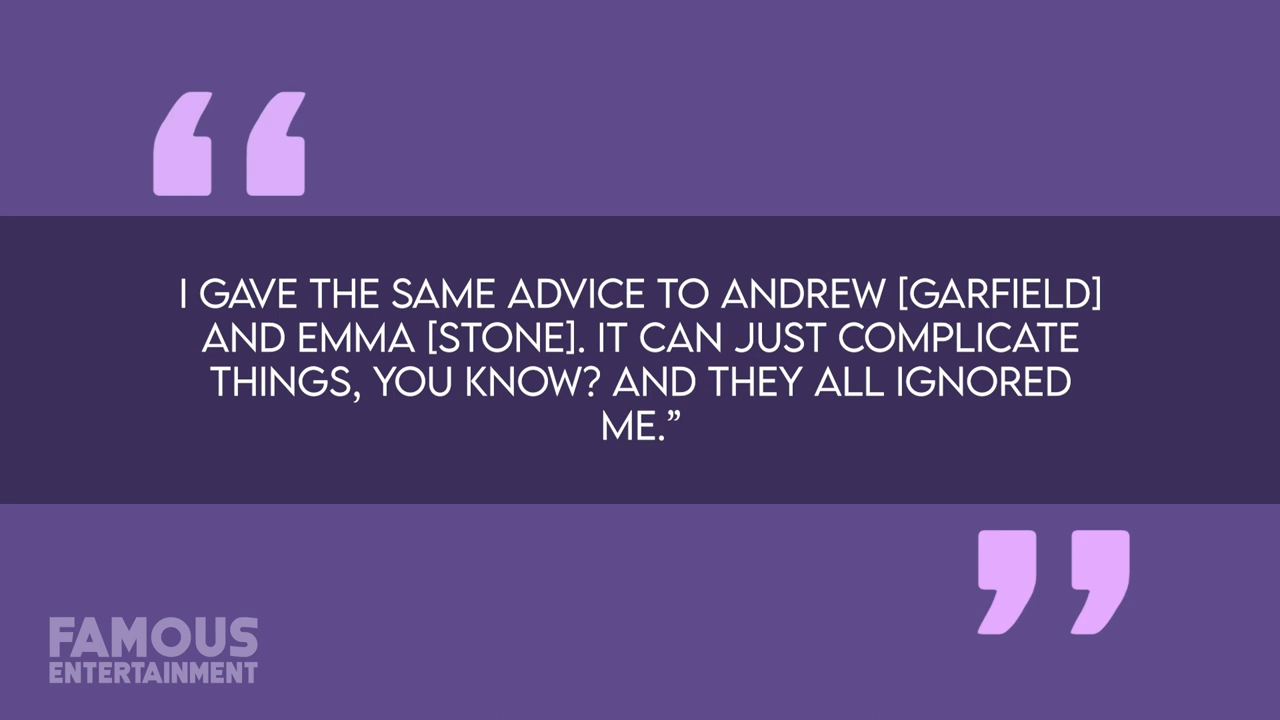 I GAVE THE SAME ADVICE TO ANDREW [GARFIELD]
AND EMMA [STONE]. IT CAN JUST COMPLICATE
THINGS, YOU KNOW? AND THEY ALL IGNORED
ME.”
FAMOUS
ENTERTAINMENT